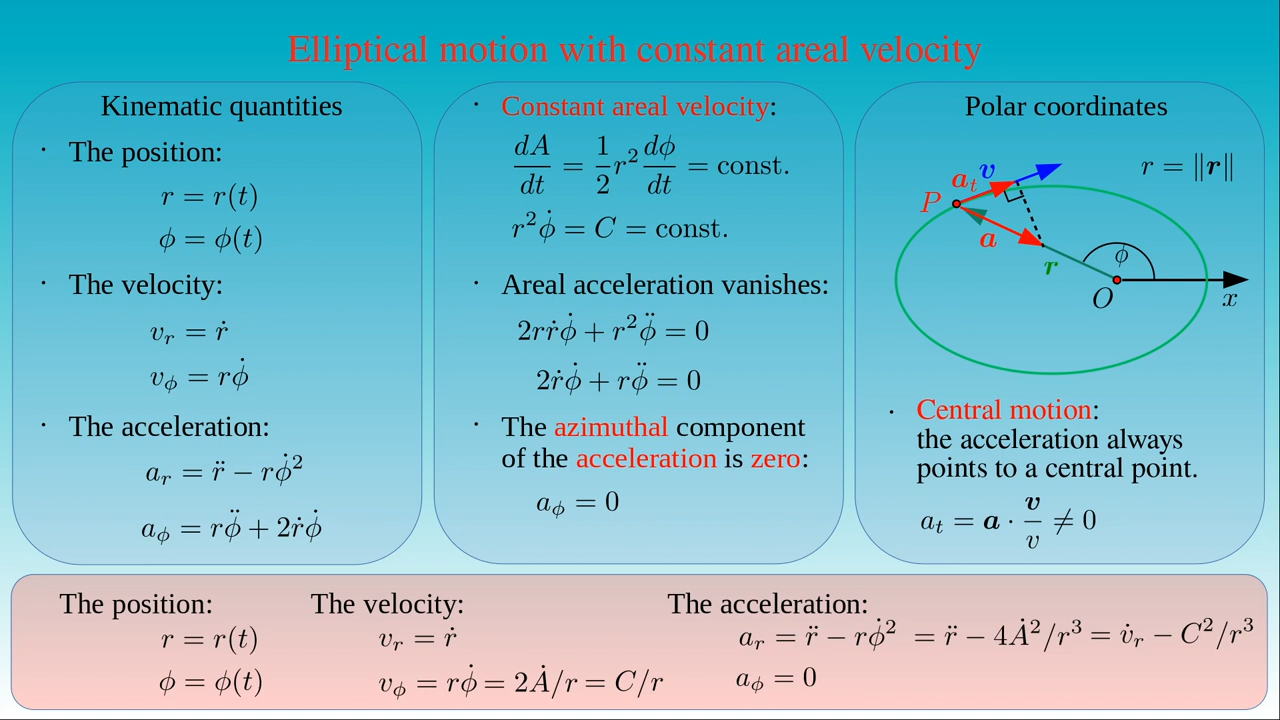 Elliptical motion with constant areal velocity
Kinematic quantities
· The position:
r = r(t)
ϕ = ϕ(t)
· The velocity:
v_r = ṙ
v_ϕ = rϕ̇
· The acceleration:
a_r = r̈ − rϕ̇²
a_ϕ = rϕ̈ + 2ṙϕ̇
· Constant areal velocity:
dA/dt = 1/2 r² dϕ/dt = const.
r²ϕ̇ = C = const.
· Areal acceleration vanishes:
2rṙϕ̇ + r²ϕ̈ = 0
2ṙϕ̇ + rϕ̈ = 0
· The azimuthal component
of the acceleration is zero:
a_ϕ = 0
Polar coordinates
r = ‖r‖
a_t v
P
a
r
ϕ
O
x
· Central motion:
the acceleration always
points to a central point.
a_t = a · v/v ≠ 0
The position:
r = r(t)
ϕ = ϕ(t)
The velocity:
v_r = ṙ
v_ϕ = rϕ̇ = 2Ȧ/r = C/r
The acceleration:
a_r = r̈ − rϕ̇² = r̈ − 4Ȧ²/r³ = v̇_r − C²/r³
a_ϕ = 0